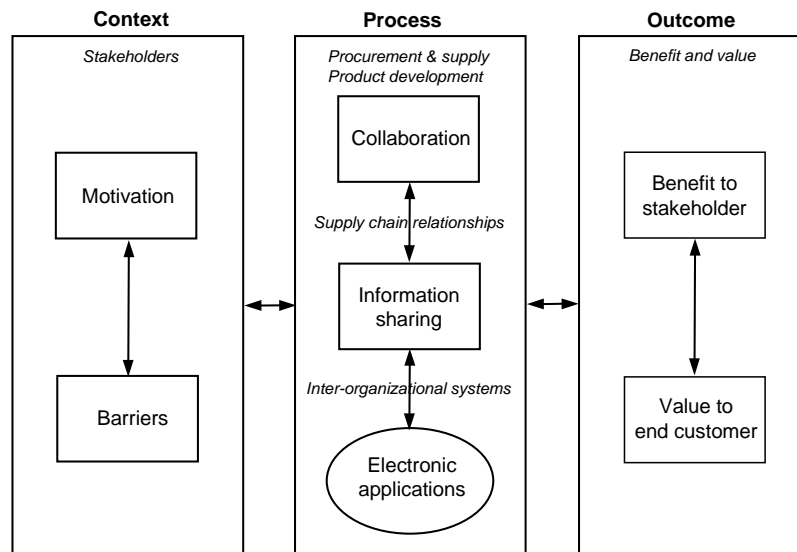 Context
Stakeholders
Motivation
Barriers
Process
Procurement & supply
Product development
Collaboration
Supply chain relationships
Information
sharing
Inter-organizational systems
Electronic
applications
Outcome
Benefit and value
Benefit to
stakeholder
Value to
end customer